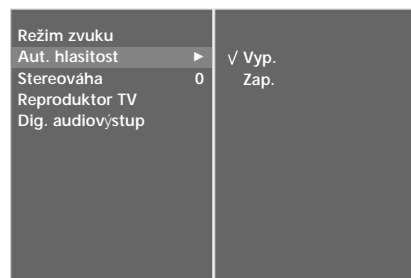 Režim zvuku
Aut. hlasitost ►
Stereováha 0
Reproduktor TV
Dig. audiovýstup
√ Vyp.
Zap.